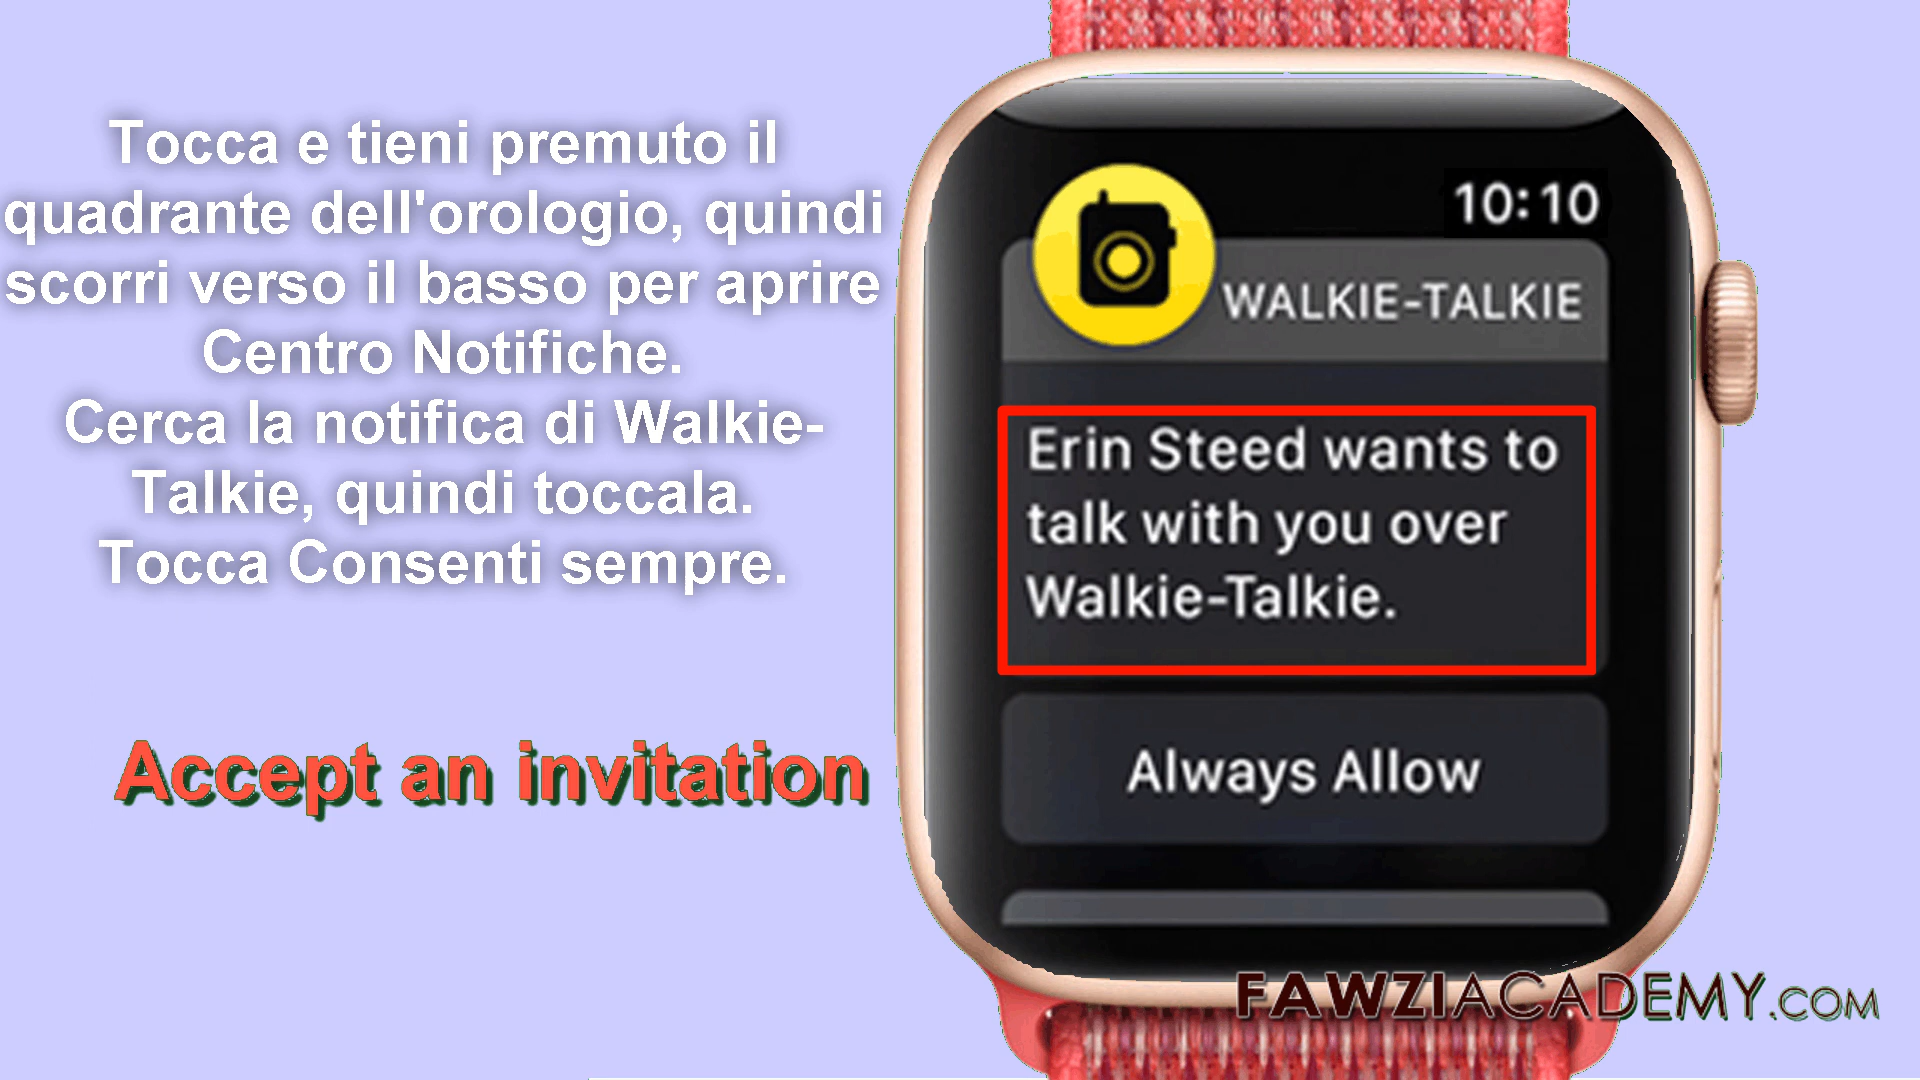 Tocca e tieni premuto il
quadrante dell'orologio, quindi
scorri verso il basso per aprire
Centro Notifiche.
Cerca la notifica di Walkie-
Talkie, quindi toccala.
Tocca Consenti sempre.
Accept an invitation
10:10
WALKIE-TALKIE
Erin Steed wants to
talk with you over
Walkie-Talkie.
Always Allow
FAWZIACADEMY.COM